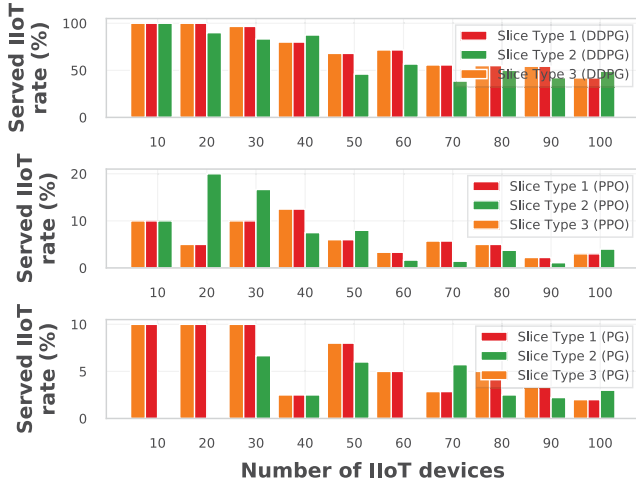 Served IIoT
rate (%)
100
50
0
Slice Type 1 (DDPG)
Slice Type 2 (DDPG)
Slice Type 3 (DDPG)
10 20 30 40 50 60 70 80 90 100
Served IIoT
rate (%)
20
10
0
Slice Type 1 (PPO)
Slice Type 2 (PPO)
Slice Type 3 (PPO)
10 20 30 40 50 60 70 80 90 100
Served IIoT
rate (%)
10
5
0
Slice Type 1 (PG)
Slice Type 2 (PG)
Slice Type 3 (PG)
10 20 30 40 50 60 70 80 90 100
Number of IIoT devices